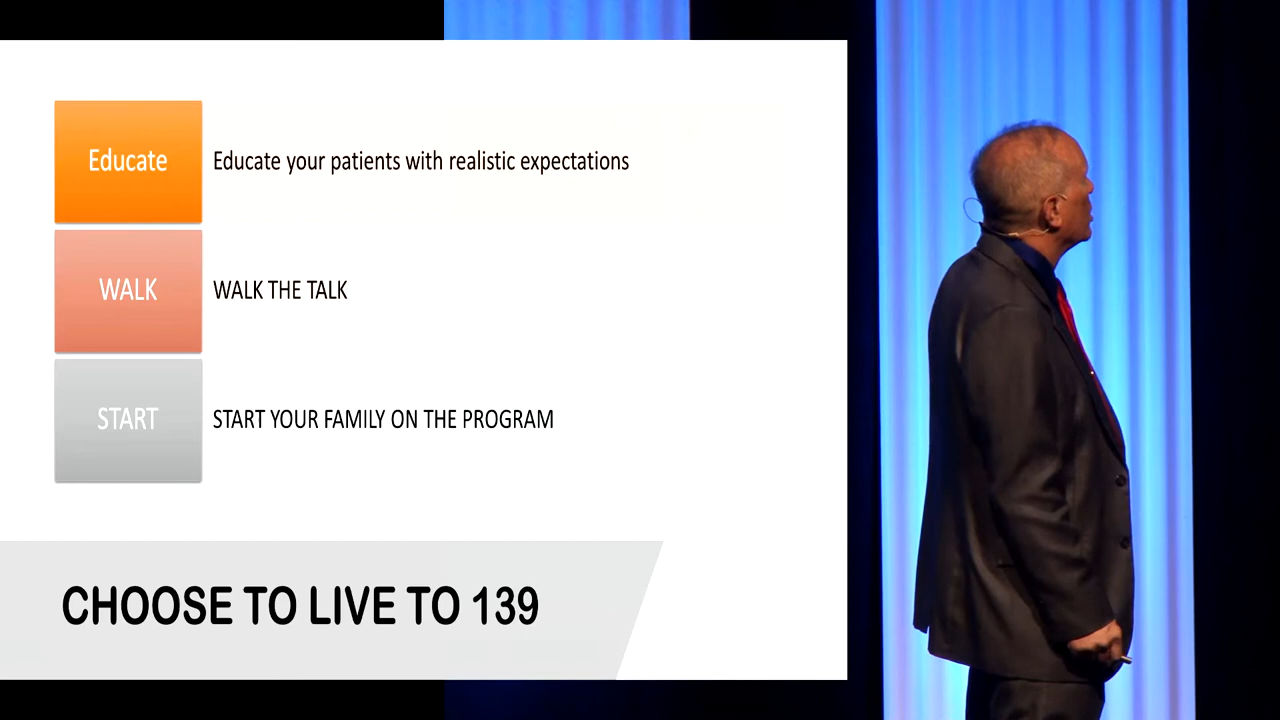 Educate
Educate your patients with realistic expectations
WALK
WALK THE TALK
START
START YOUR FAMILY ON THE PROGRAM
CHOOSE TO LIVE TO 139